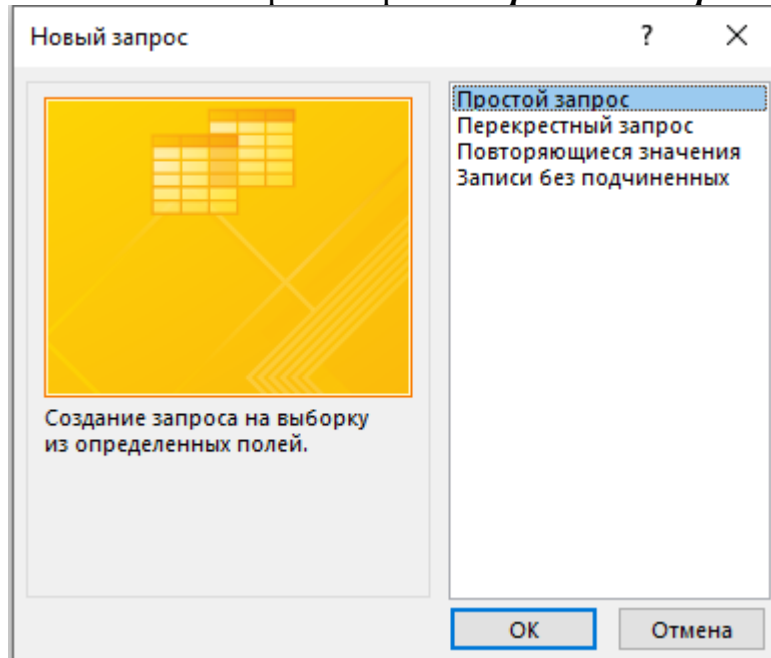 Новый запрос
?
Простой запрос
Перекрестный запрос
Повторяющиеся значения
Записи без подчиненных
Создание запроса на выборку
из определенных полей.
ОК
Отмена